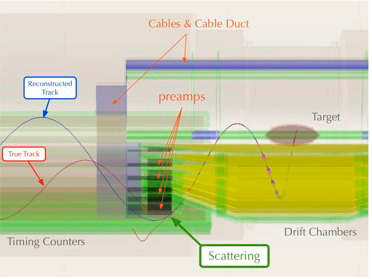 Cables & Cable Duct
Reconstructed
Track
preamps
Target
True Track
Timing Counters
Drift Chambers
Scattering